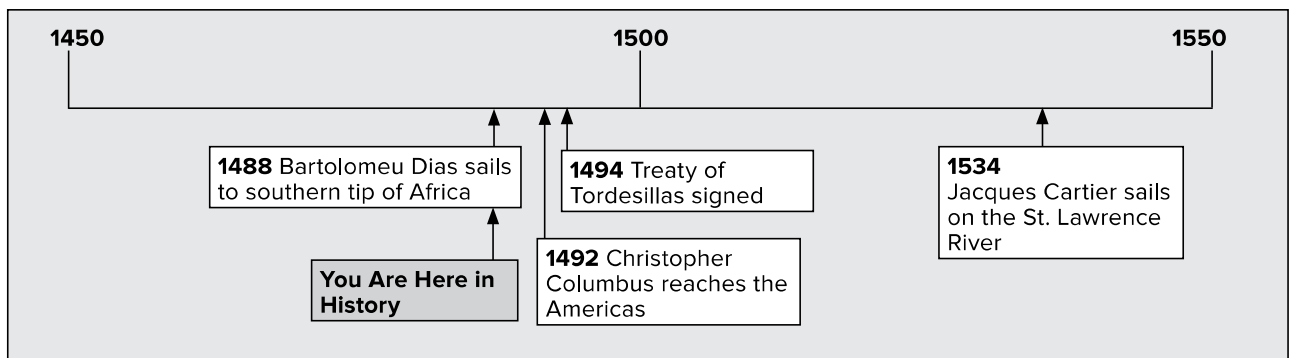 1450
1500
1550
1488 Bartolomeu Dias sails
to southern tip of Africa
1494 Treaty of
Tordesillas signed
1534
Jacques Cartier sails
on the St. Lawrence
River
1492 Christopher
Columbus reaches the
Americas
You Are Here in
History